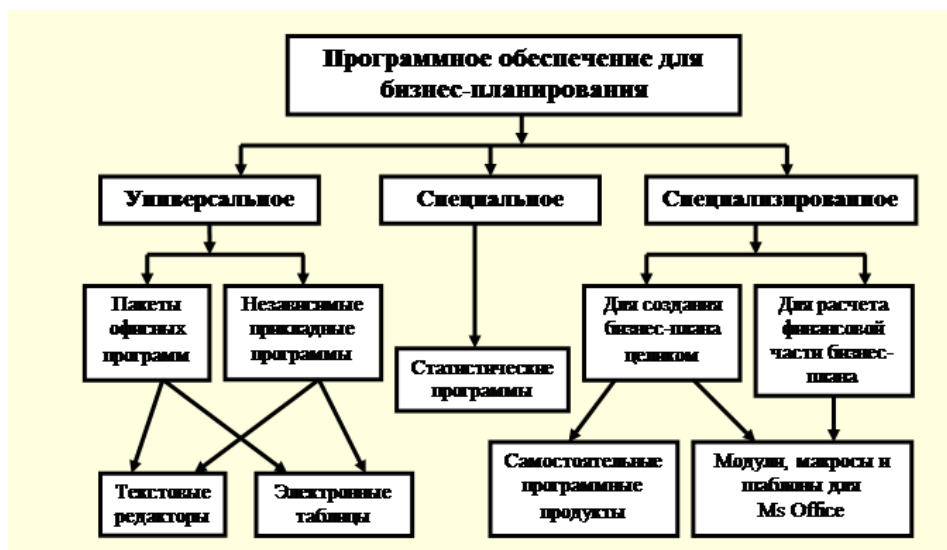 Программное обеспечение для
бизнес-планирования
Универсальное
Специальное
Специализированное
Пакеты
офисных
программ
Независимые
прикладные
программы
Статистические
программы
Для создания
бизнес-плана
целиком
Для расчета
финансовой
части бизнес-
плана
Текстовые
редакторы
Электронные
таблицы
Самостоятельные
программные
продукты
Модули, макросы и
шаблоны для
Ms Office